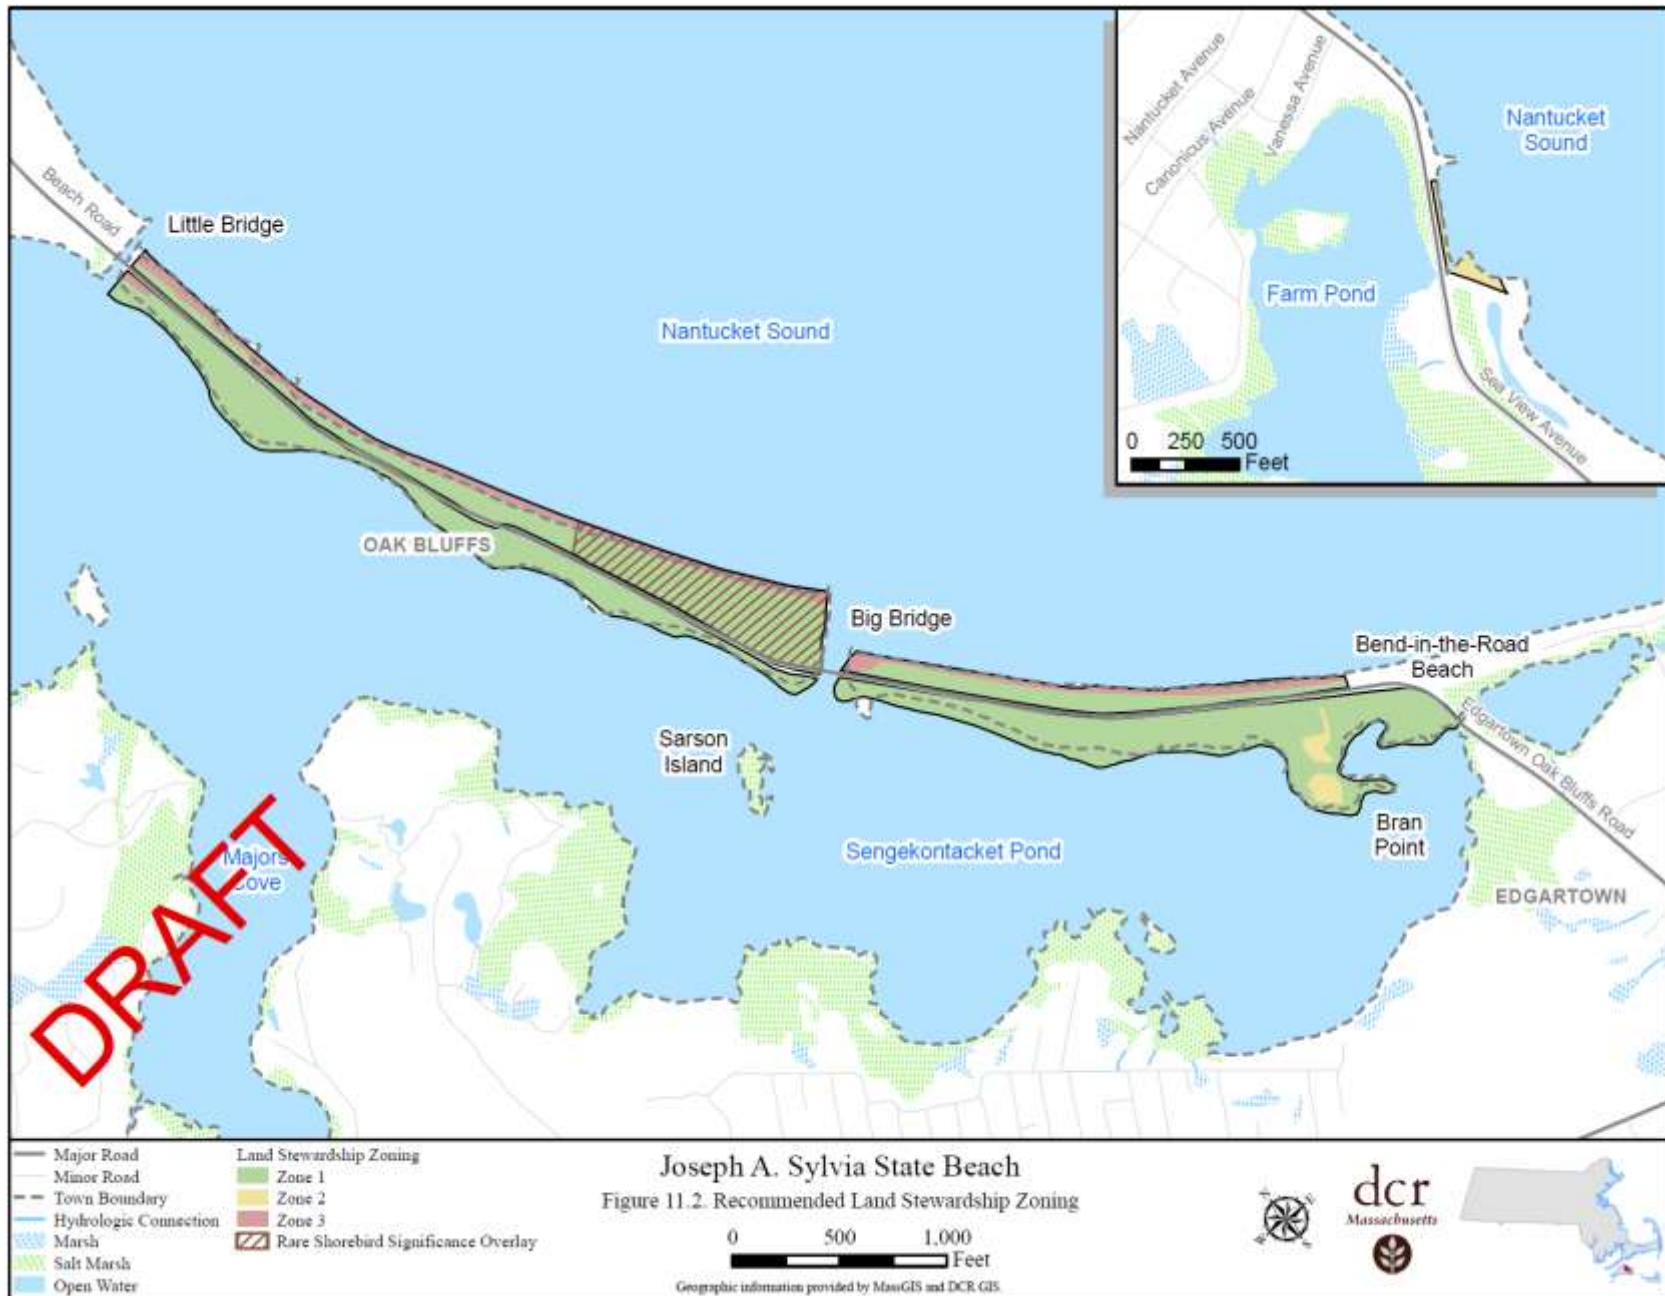 Nantucket Avenue
Canonicus Avenue
Vanessa Avenue
Nantucket
Sound
Farm Pond
Sea View Avenue
0 250 500
Feet
Beach Road
Little Bridge
Nantucket Sound
OAK BLUFFS
Big Bridge
Bend-in-the-Road
Beach
Edgartown Oak Bluffs Road
Sarson
Island
Sengekontacket Pond
Bran
Point
EDGARTOWN
Majors
Cove
DRAFT
Major Road
Minor Road
Town Boundary
Hydrologic Connection
Marsh
Salt Marsh
Open Water
Land Stewardship Zoning
Zone 1
Zone 2
Zone 3
Rare Shorebird Significance Overlay
Joseph A. Sylvia State Beach
Figure 11.2. Recommended Land Stewardship Zoning
0 500 1,000
Feet
Geographic information provided by MassGIS and DCR GIS.
N
E
S
W
dcr
Massachusetts